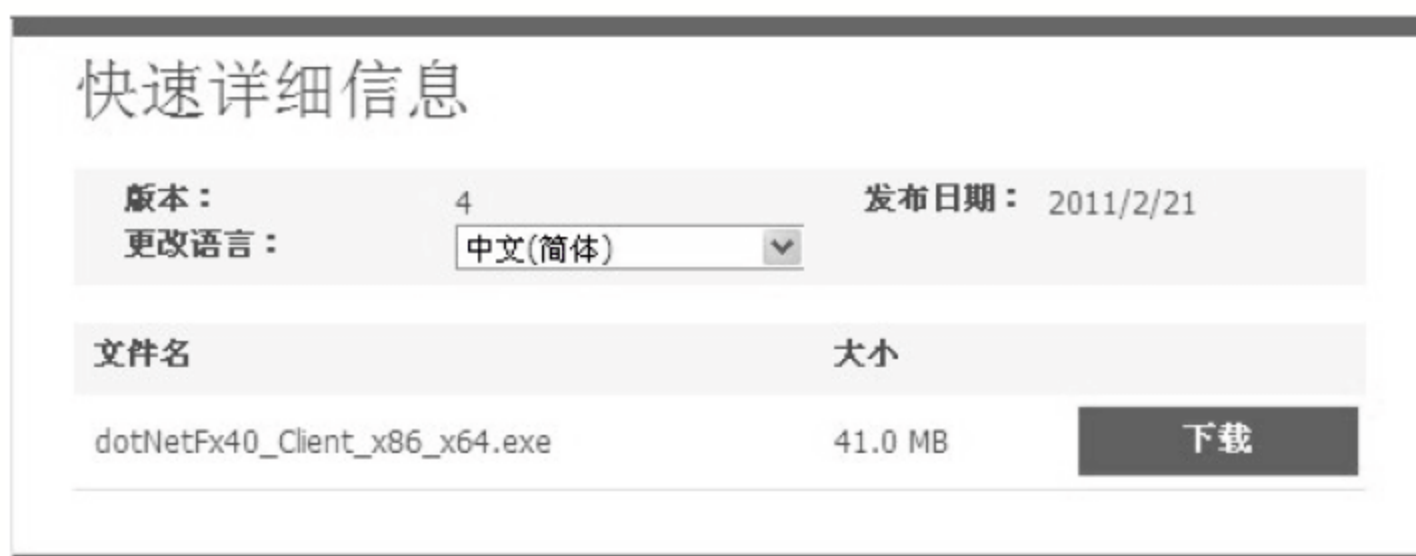 快速详细信息
版本： 4 发布日期： 2011/2/21
更改语言： 中文(简体)
文件名 大小
dotNetFx40_Client_x86_x64.exe 41.0 MB 下载